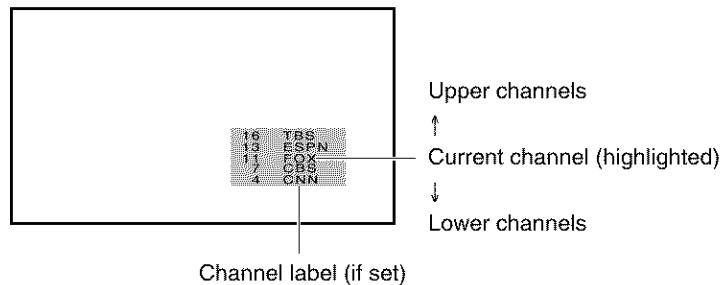 16 TBS
13 ESPN
11 FOX
7 CBS
4 CNN
Upper channels
↑
Current channel (highlighted)
↓
Lower channels
Channel label (if set)